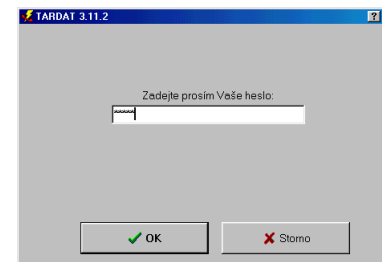 TARDAT 3.11.2
Zadejte prosím Vaše heslo:
*****
OK
Storno